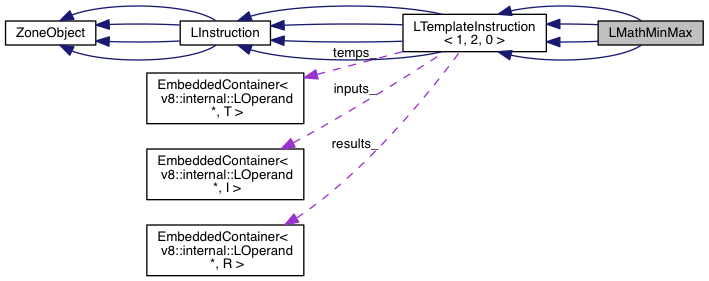 ZoneObject
LInstruction
LTemplateInstruction
< 1, 2, 0 >
LMathMinMax
temps_
EmbeddedContainer<
v8::internal::LOperand
*, T >
inputs_
EmbeddedContainer<
v8::internal::LOperand
*, I >
results_
EmbeddedContainer<
v8::internal::LOperand
*, R >